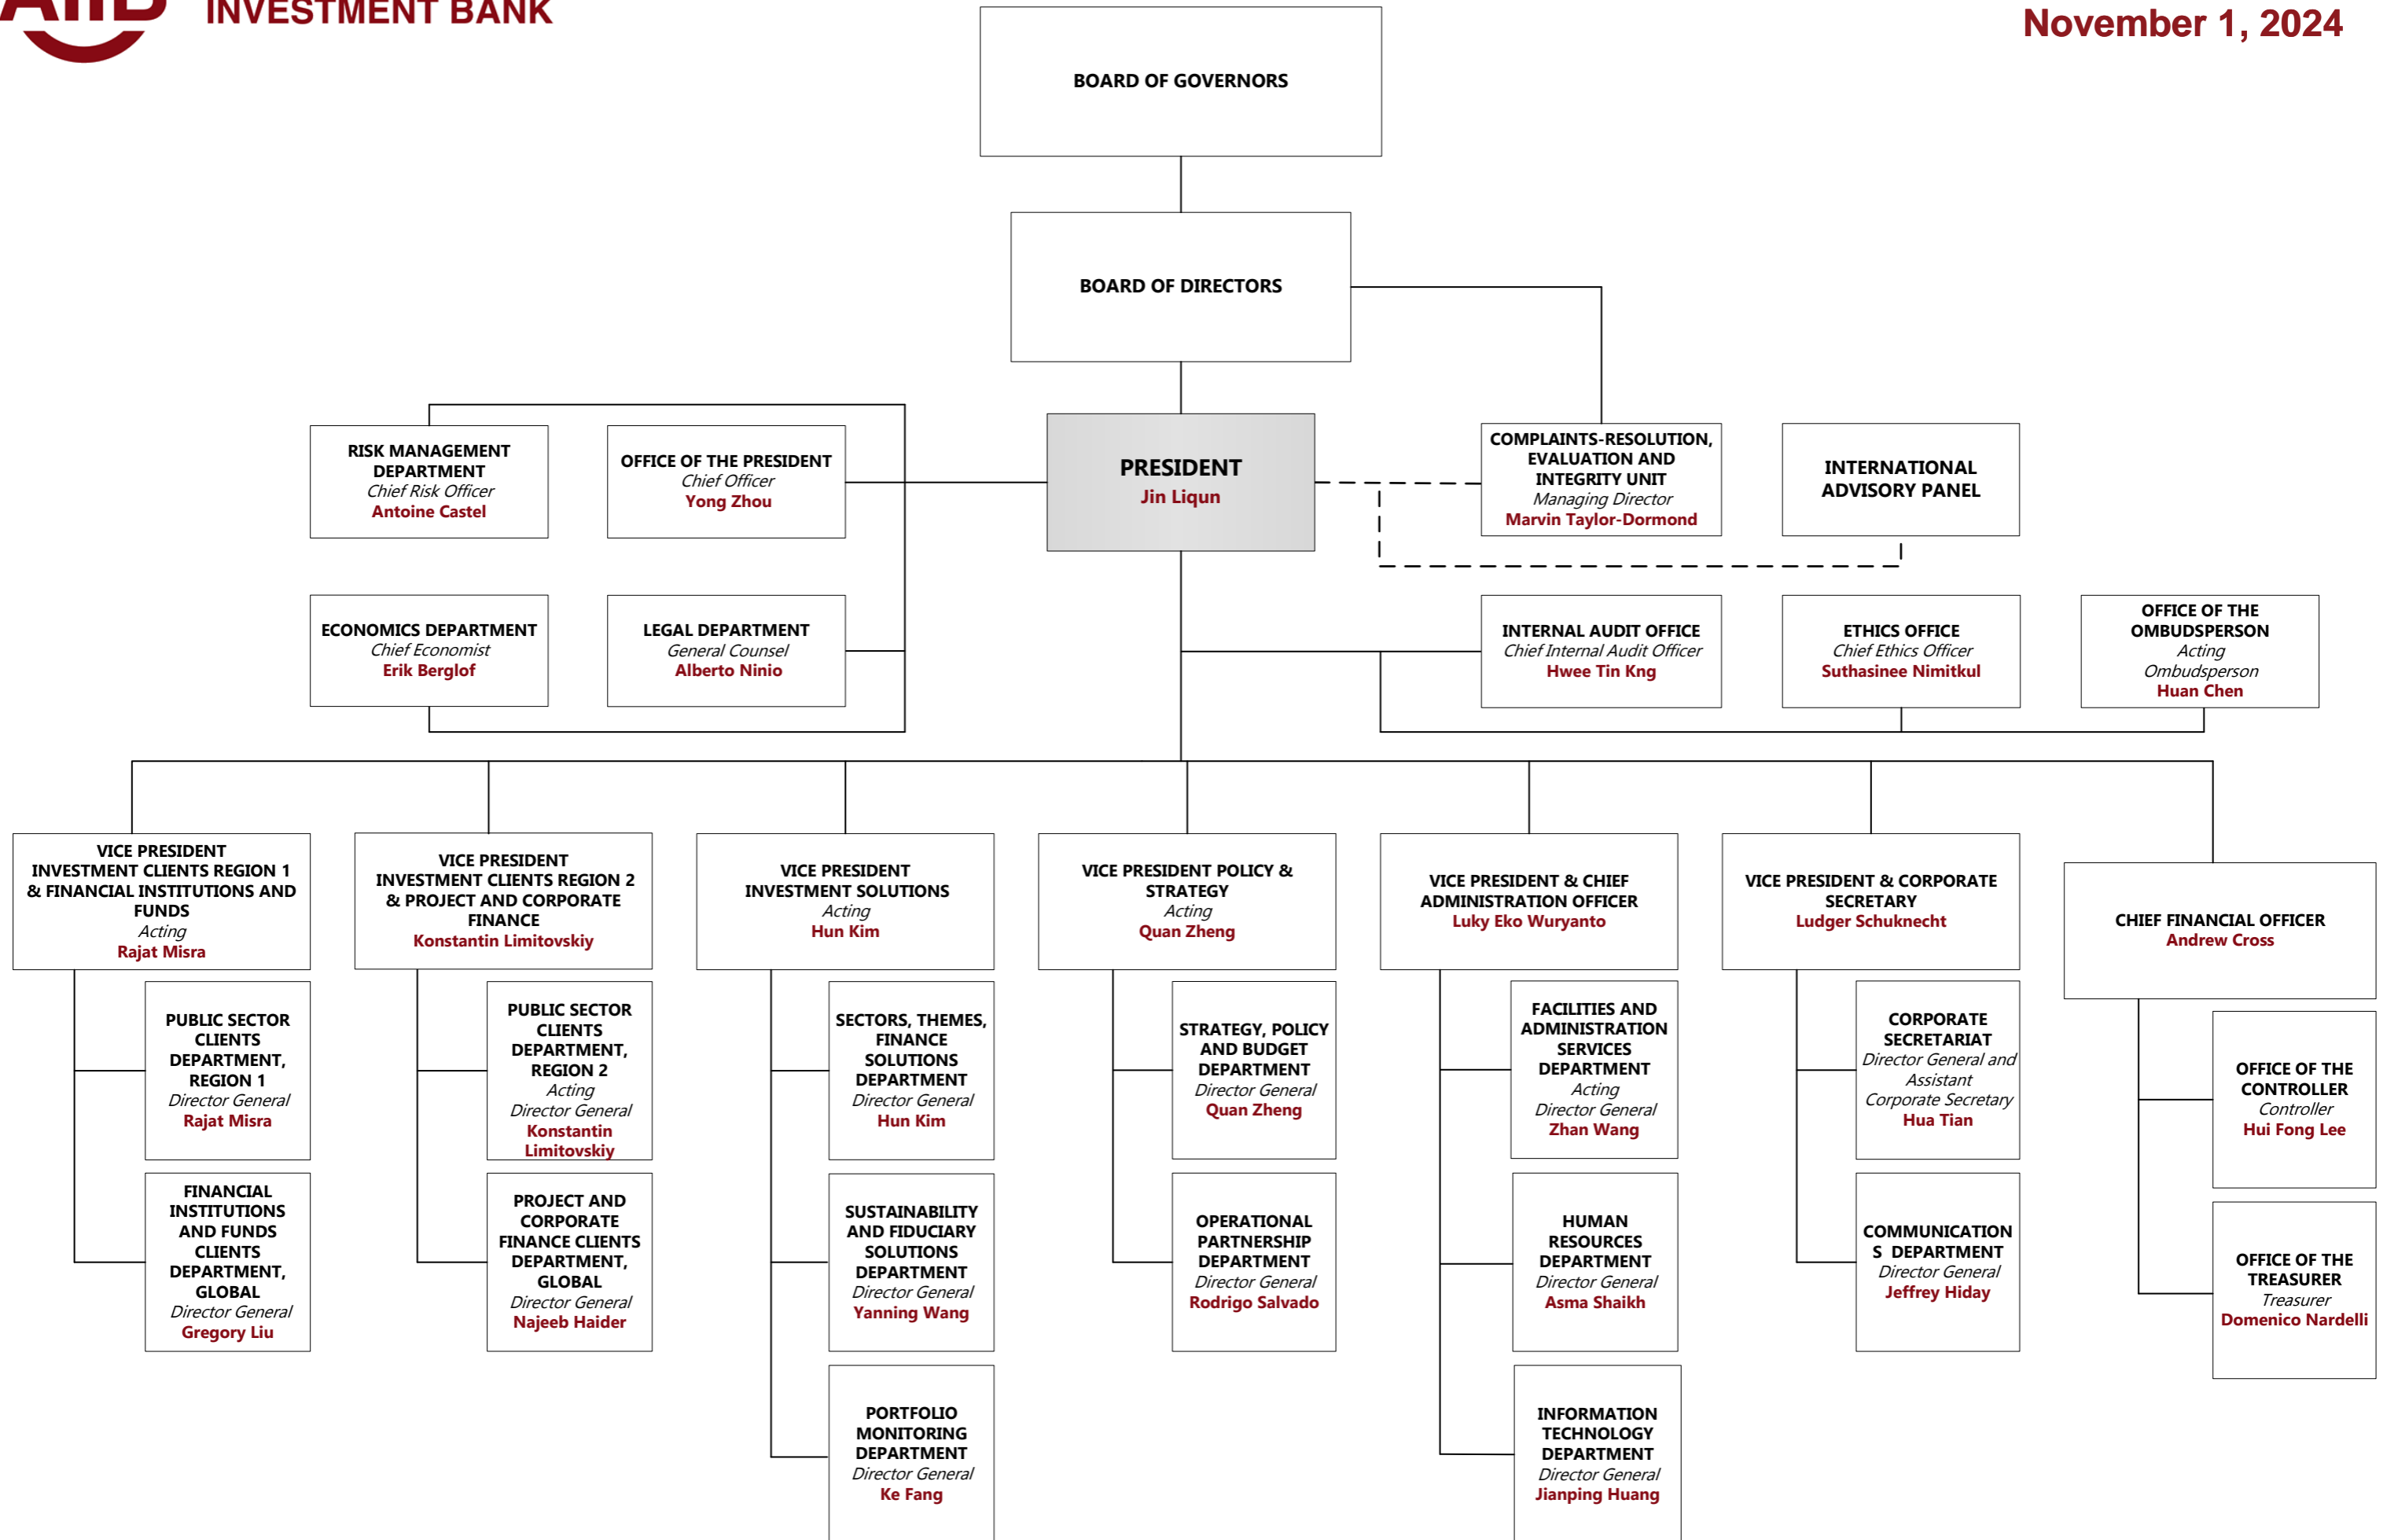 AIIB
INVESTMENT BANK
November 1, 2024
BOARD OF GOVERNORS
BOARD OF DIRECTORS
RISK MANAGEMENT
DEPARTMENT
Chief Risk Officer
Antoine Castel
OFFICE OF THE PRESIDENT
Chief Officer
Yong Zhou
PRESIDENT
Jin Liqun
COMPLAINTS-RESOLUTION,
EVALUATION AND
INTEGRITY UNIT
Managing Director
Marvin Taylor-Dormond
INTERNATIONAL
ADVISORY PANEL
ECONOMICS DEPARTMENT
Chief Economist
Erik Berglof
LEGAL DEPARTMENT
General Counsel
Alberto Ninio
INTERNAL AUDIT OFFICE
Chief Internal Audit Officer
Hwee Tin Kng
ETHICS OFFICE
Chief Ethics Officer
Suthasinee Nimitkul
OFFICE OF THE
OMBUDSPERSON
Acting
Ombudsperson
Huan Chen
VICE PRESIDENT
INVESTMENT CLIENTS REGION 1
& FINANCIAL INSTITUTIONS AND
FUNDS
Acting
Rajat Misra
VICE PRESIDENT
INVESTMENT CLIENTS REGION 2
& PROJECT AND CORPORATE
FINANCE
Konstantin Limitovskiy
VICE PRESIDENT
INVESTMENT SOLUTIONS
Acting
Hun Kim
VICE PRESIDENT POLICY &
STRATEGY
Acting
Quan Zheng
VICE PRESIDENT & CHIEF
ADMINISTRATION OFFICER
Luky Eko Wuryanto
VICE PRESIDENT & CORPORATE
SECRETARY
Ludger Schuknecht
CHIEF FINANCIAL OFFICER
Andrew Cross
PUBLIC SECTOR
CLIENTS
DEPARTMENT,
REGION 1
Director General
Rajat Misra
PUBLIC SECTOR
CLIENTS
DEPARTMENT,
REGION 2
Acting
Director General
Konstantin
Limitovskiy
SECTORS, THEMES,
FINANCE
SOLUTIONS
DEPARTMENT
Director General
Hun Kim
STRATEGY, POLICY
AND BUDGET
DEPARTMENT
Director General
Quan Zheng
FACILITIES AND
ADMINISTRATION
SERVICES
DEPARTMENT
Acting
Director General
Zhan Wang
CORPORATE
SECRETARIAT
Director General and
Assistant
Corporate Secretary
Hua Tian
OFFICE OF THE
CONTROLLER
Controller
Hui Fong Lee
FINANCIAL
INSTITUTIONS
AND FUNDS
CLIENTS
DEPARTMENT,
GLOBAL
Director General
Gregory Liu
PROJECT AND
CORPORATE
FINANCE CLIENTS
DEPARTMENT,
GLOBAL
Director General
Najeeb Haider
SUSTAINABILITY
AND FIDUCIARY
SOLUTIONS
DEPARTMENT
Director General
Yanning Wang
OPERATIONAL
PARTNERSHIP
DEPARTMENT
Director General
Rodrigo Salvado
HUMAN
RESOURCES
DEPARTMENT
Director General
Asma Shaikh
COMMUNICATION
S DEPARTMENT
Director General
Jeffrey Hiday
OFFICE OF THE
TREASURER
Treasurer
Domenico Nardelli
PORTFOLIO
MONITORING
DEPARTMENT
Director General
Ke Fang
INFORMATION
TECHNOLOGY
DEPARTMENT
Director General
Jianping Huang